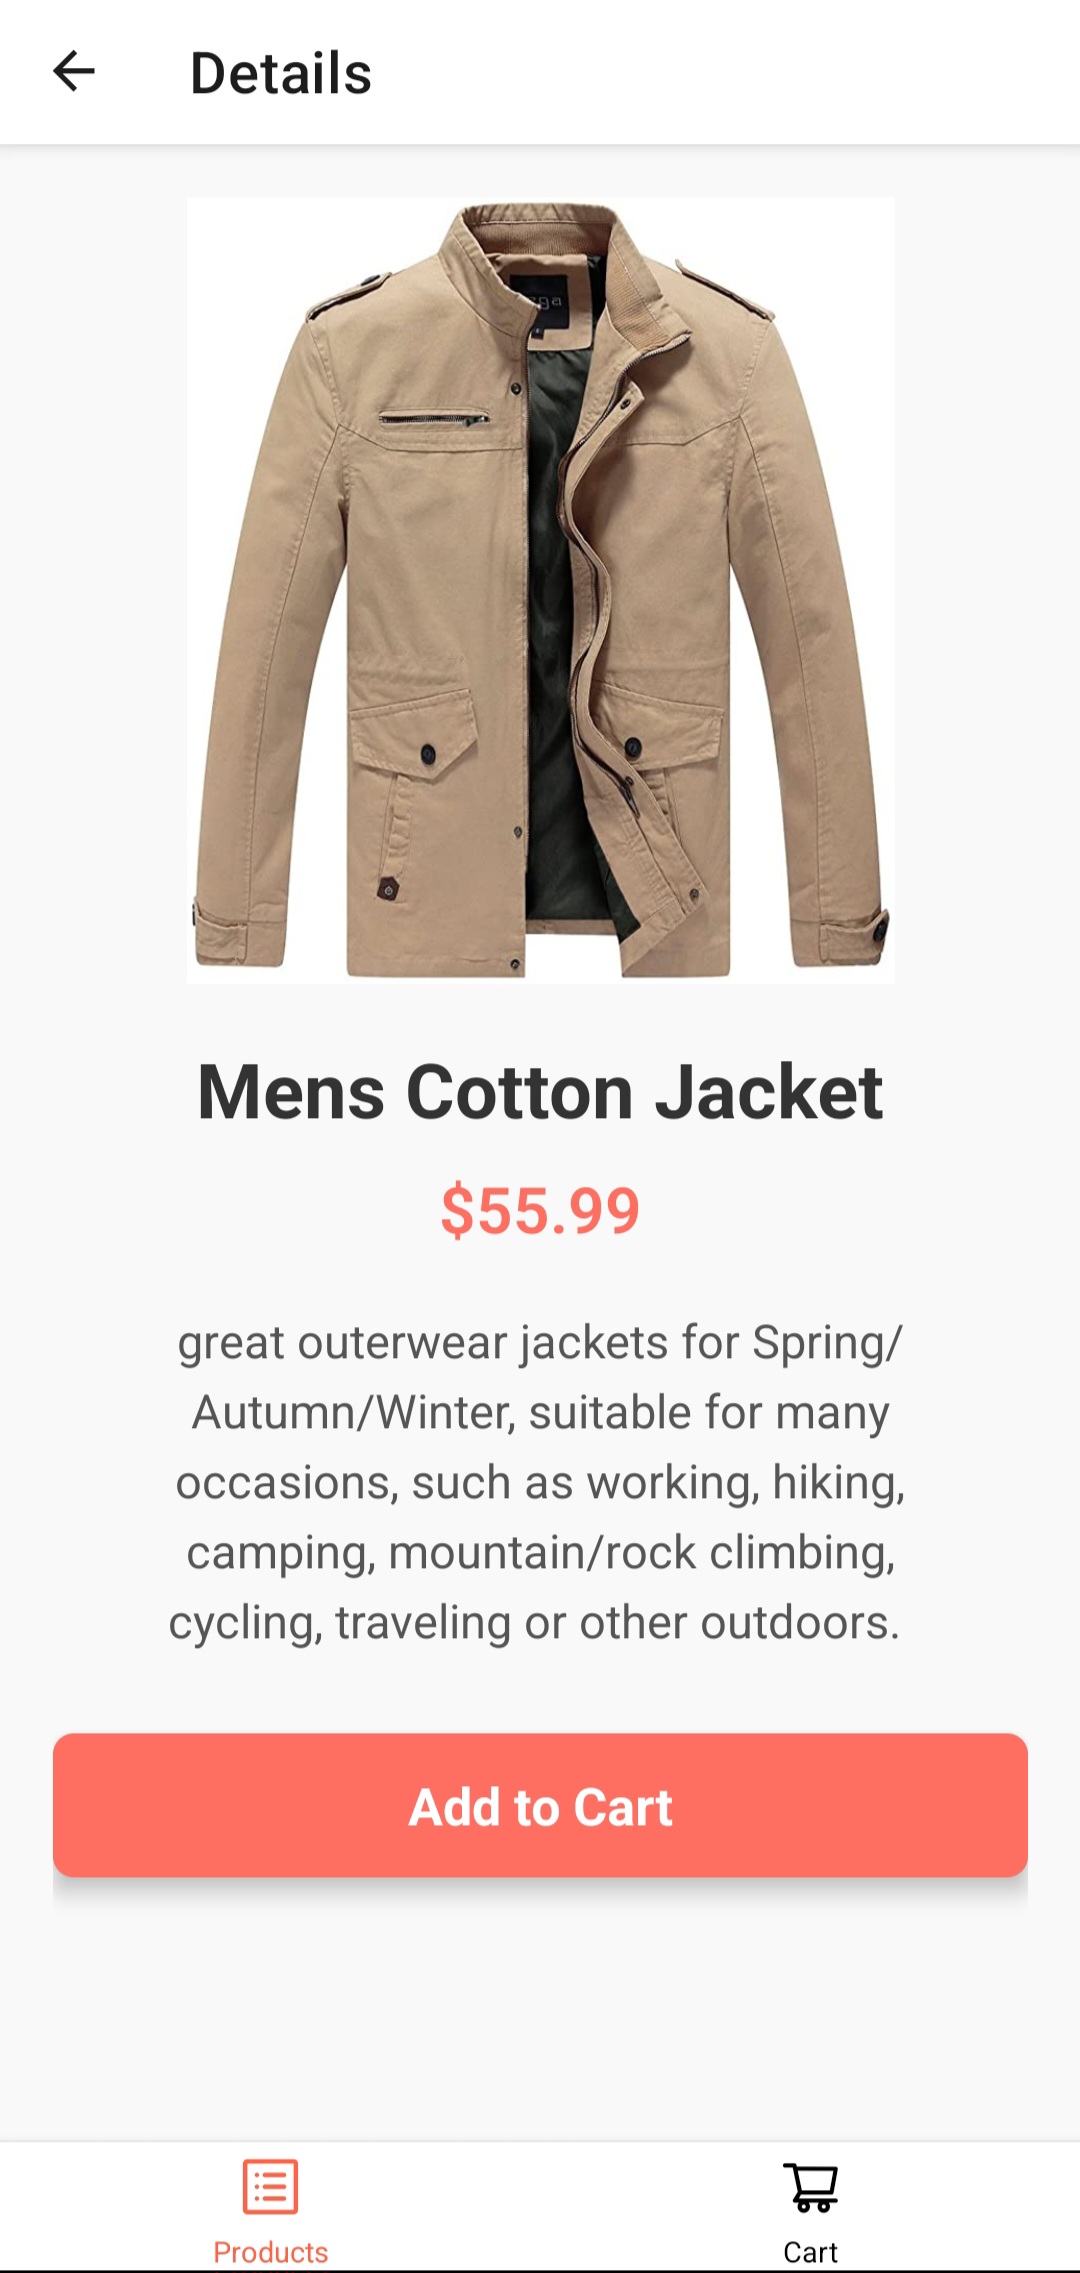 Details
Mens Cotton Jacket
$55.99
great outerwear jackets for Spring/
Autumn/Winter, suitable for many
occasions, such as working, hiking,
camping, mountain/rock climbing,
cycling, traveling or other outdoors.
Add to Cart
Products
Cart